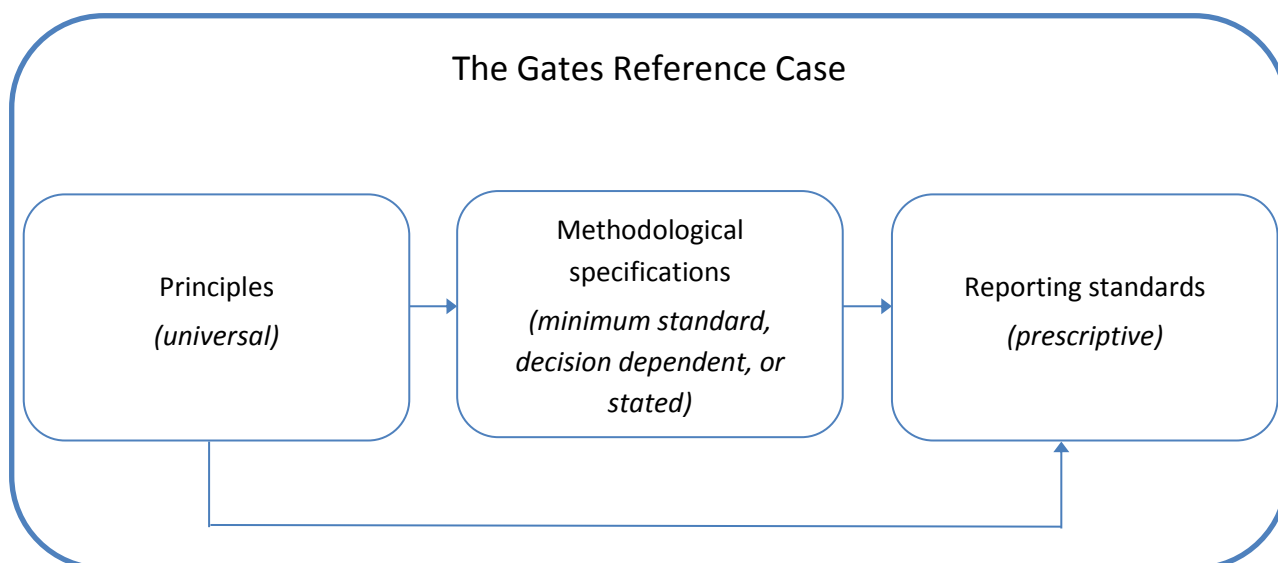 The Gates Reference Case
Principles
(universal)
Methodological
specifications
(minimum standard,
decision dependent, or
stated)
Reporting standards
(prescriptive)